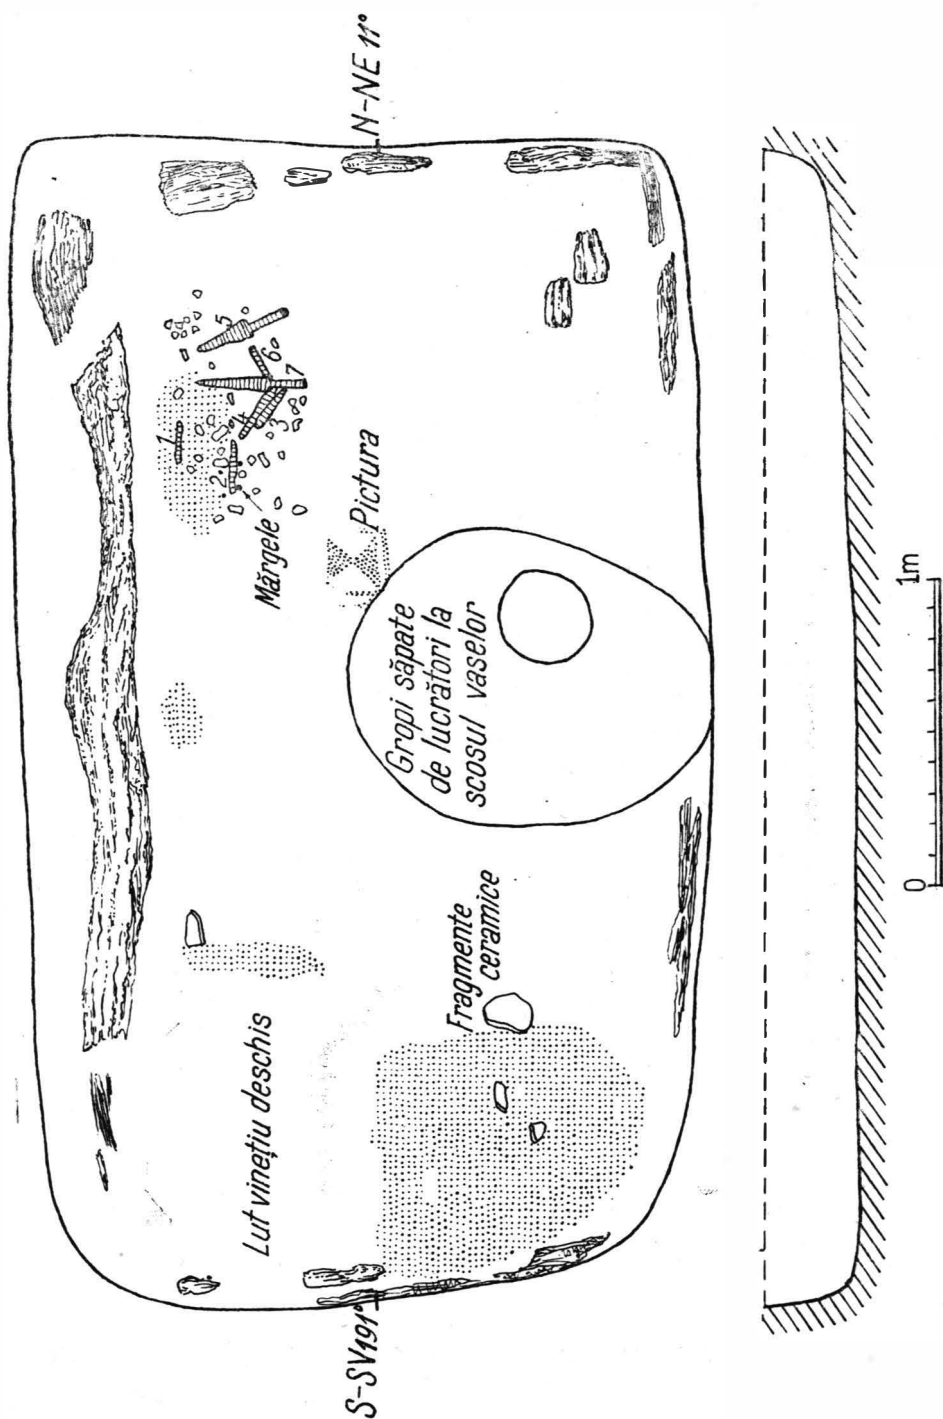 N-NE 11°
5
6
7
1
4
3
2
Mărgele
Pictura
Gropi săpate
de lucrători la
scosul vaselor
Fragmente
ceramice
Lut vinețiu deschis
S-SV 191°
0
1m